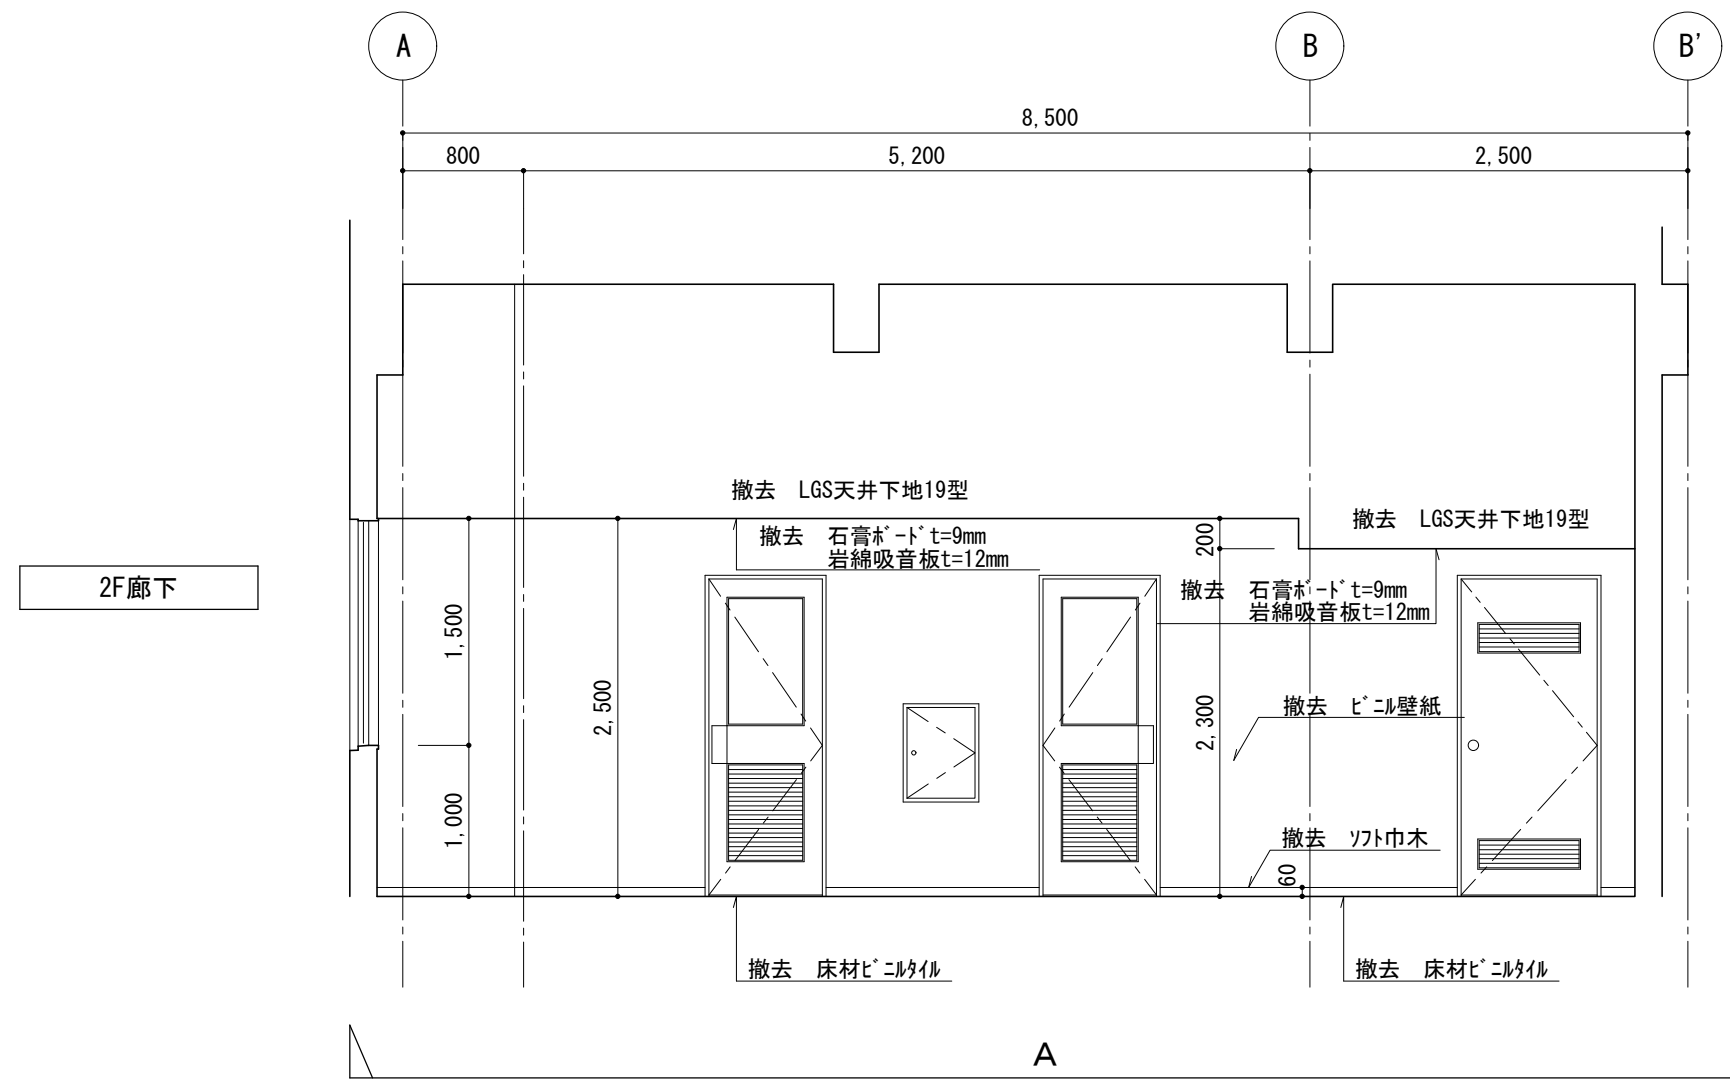 A
B
B'
8,500
800
5,200
2,500
撤去　LGS天井下地19型
撤去　LGS天井下地19型
撤去　石膏ﾎﾞｰﾄﾞt=9mm
岩綿吸音板t=12mm
200
2F廊下
撤去　石膏ﾎﾞｰﾄﾞt=9mm
岩綿吸音板t=12mm
1,500
2,500
2,300
撤去　ﾋﾞﾆﾙ壁紙
1,000
撤去　ｿﾌﾄ巾木
60
撤去　床材ﾋﾞﾆﾙﾀｲﾙ
撤去　床材ﾋﾞﾆﾙﾀｲﾙ
A